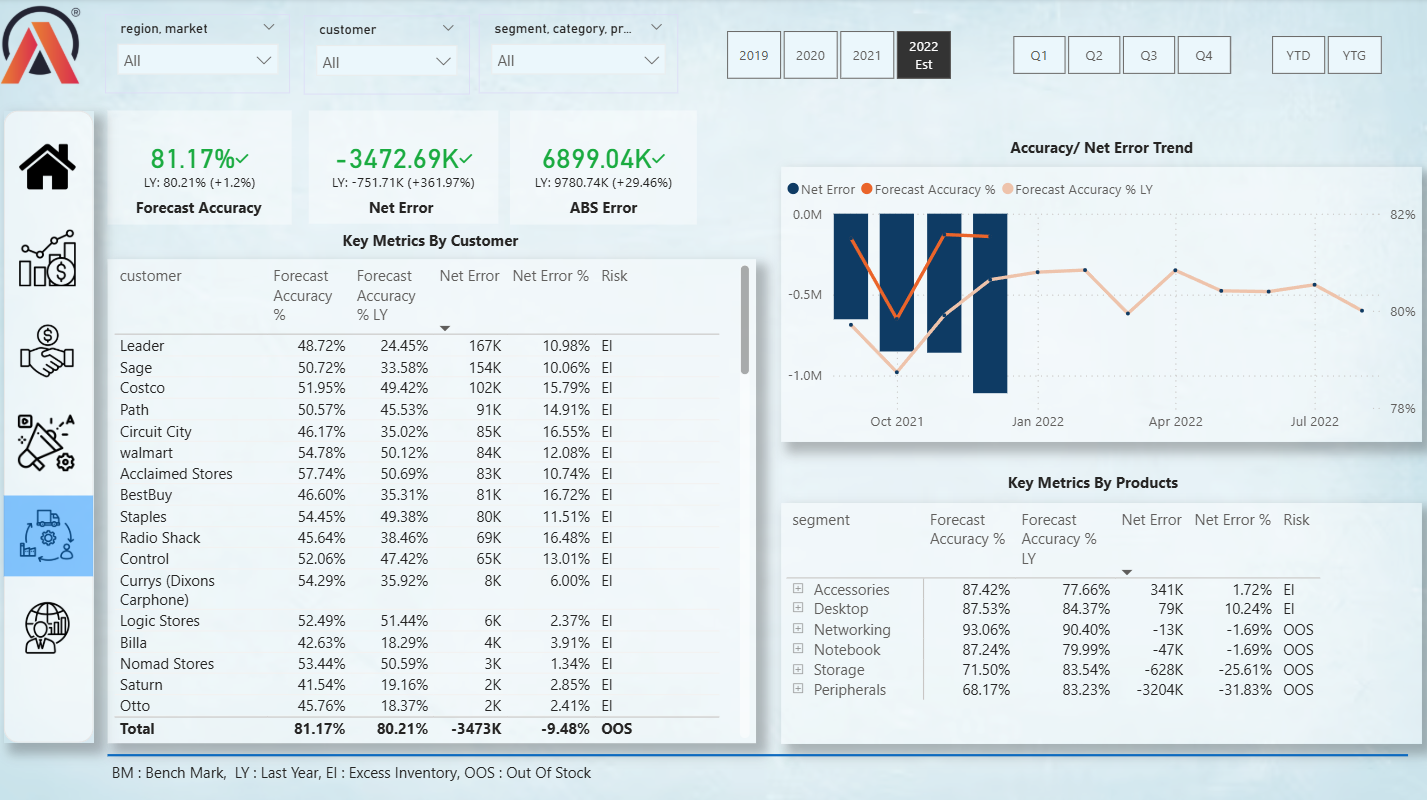 ®
region, market
All
customer
All
segment, category, pr...
All
2019
2020
2021
2022
Est
Q1
Q2
Q3
Q4
YTD
YTG
81.17%
LY: 80.21% (+1.2%)
Forecast Accuracy
-3472.69K
LY: -751.71K (+361.97%)
Net Error
6899.04K
LY: 9780.74K (+29.46%)
ABS Error
Key Metrics By Customer
customer Forecast Accuracy % Forecast Accuracy % LY Net Error Net Error % Risk
Leader 48.72% 24.45% 167K 10.98% EI
Sage 50.72% 33.58% 154K 10.06% EI
Costco 51.95% 49.42% 102K 15.79% EI
Path 50.57% 45.53% 91K 14.91% EI
Circuit City 46.17% 35.02% 85K 16.55% EI
walmart 54.78% 50.12% 84K 12.08% EI
Acclaimed Stores 57.74% 50.69% 83K 10.74% EI
BestBuy 46.60% 35.31% 81K 16.72% EI
Staples 54.45% 49.38% 80K 11.51% EI
Radio Shack 45.64% 38.46% 69K 16.48% EI
Control 52.06% 47.42% 65K 13.01% EI
Currys (Dixons Carphone) 54.29% 35.92% 8K 6.00% EI
Logic Stores 52.49% 51.44% 6K 2.37% EI
Billa 42.63% 18.29% 4K 3.91% EI
Nomad Stores 53.44% 50.59% 3K 1.34% EI
Saturn 41.54% 19.16% 2K 2.85% EI
Otto 45.76% 18.37% 2K 2.41% EI
Total 81.17% 80.21% -3473K -9.48% OOS
Accuracy/ Net Error Trend
Net Error Forecast Accuracy % Forecast Accuracy % LY
0.0M
-0.5M
-1.0M
82%
80%
78%
Oct 2021 Jan 2022 Apr 2022 Jul 2022
Key Metrics By Products
segment Forecast Accuracy % Forecast Accuracy % LY Net Error Net Error % Risk
Accessories 87.42% 77.66% 341K 1.72% EI
Desktop 87.53% 84.37% 79K 10.24% EI
Networking 93.06% 90.40% -13K -1.69% OOS
Notebook 87.24% 79.99% -47K -1.69% OOS
Storage 71.50% 83.54% -628K -25.61% OOS
Peripherals 68.17% 83.23% -3204K -31.83% OOS
BM : Bench Mark, LY : Last Year, EI : Excess Inventory, OOS : Out Of Stock